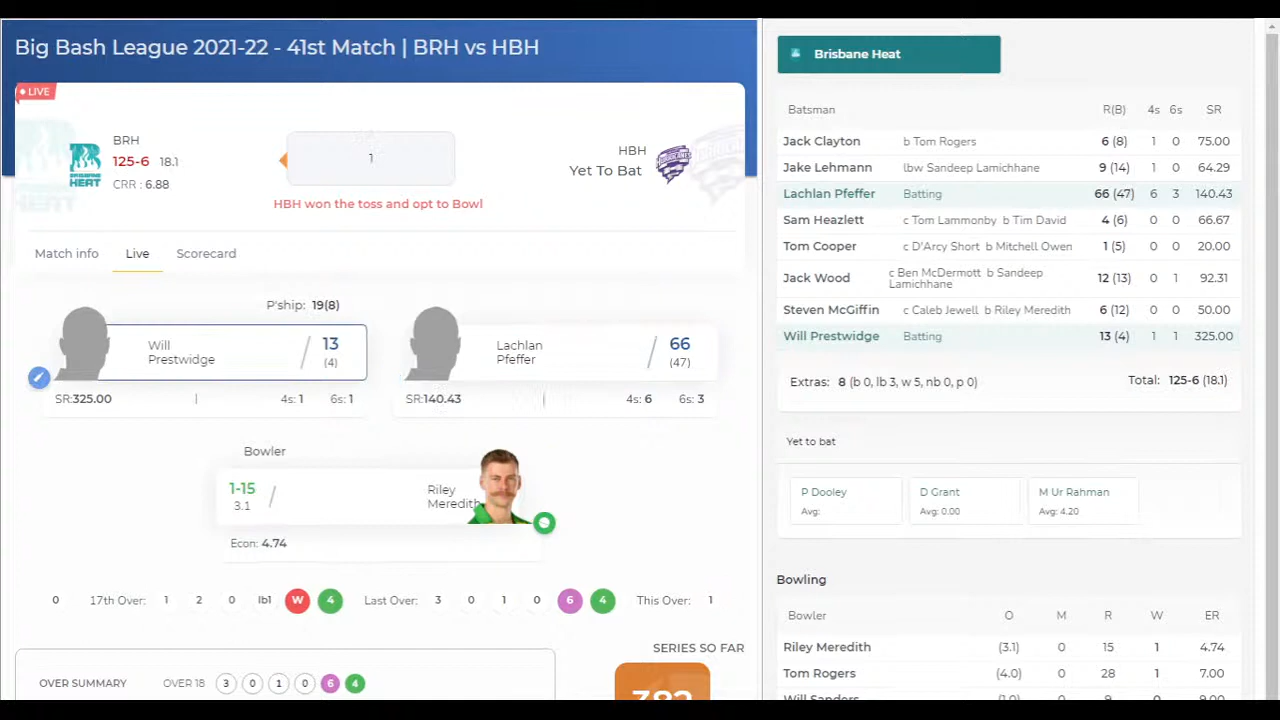 Big Bash League 2021-22 - 41st Match | BRH vs HBH
LIVE
BRH
125-6 18.1
CRR : 6.88
1
HBH
Yet To Bat
HEAT
HBH won the toss and opt to Bowl
Match info Live Scorecard
P'ship: 19(8)
Will
Prestwidge
13
(4)
SR:325.00 | 4s: 1 6s: 1
Lachlan
Pfeffer
66
(47)
SR:140.43 | 4s: 6 6s: 3
Bowler
1-15
3.1
Riley
Meredith
Econ: 4.74
0 17th Over: 1 2 0 lb1 W 4 Last Over: 3 0 1 0 6 4 This Over: 1
SERIES SO FAR
382
OVER SUMMARY OVER 18 3 0 1 0 6 4
Brisbane Heat
Batsman R(B) 4s 6s SR
Jack Clayton b Tom Rogers 6 (8) 1 0 75.00
Jake Lehmann lbw Sandeep Lamichhane 9 (14) 1 0 64.29
Lachlan Pfeffer Batting 66 (47) 6 3 140.43
Sam Heazlett c Tom Lammonby b Tim David 4 (6) 0 0 66.67
Tom Cooper c D'Arcy Short b Mitchell Owen 1 (5) 0 0 20.00
Jack Wood c Ben McDermott b Sandeep Lamichhane 12 (13) 0 1 92.31
Steven McGiffin c Caleb Jewell b Riley Meredith 6 (12) 0 0 50.00
Will Prestwidge Batting 13 (4) 1 1 325.00
Extras: 8 (b 0, lb 3, w 5, nb 0, p 0) Total: 125-6 (18.1)
Yet to bat
P Dooley
Avg:
D Grant
Avg: 0.00
M Ur Rahman
Avg: 4.20
Bowling
Bowler O M R W ER
Riley Meredith (3.1) 0 15 1 4.74
Tom Rogers (4.0) 0 28 1 7.00
Will Sanders (1.0) 0 9 0 9.00